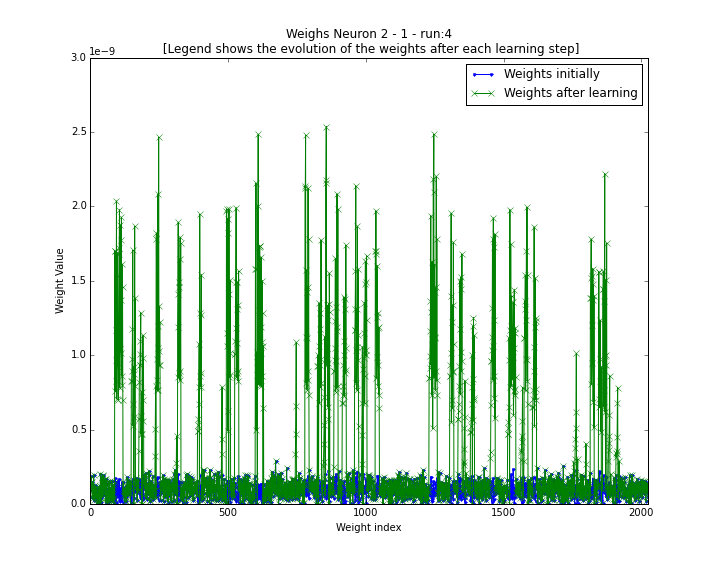 Weighs Neuron 2 - 1 - run:4
[Legend shows the evolution of the weights after each learning step]
1e−9
Weights initially
Weights after learning
3.0
2.5
2.0
1.5
1.0
0.5
0.0
Weight Value
0 500 1000 1500 2000
Weight index